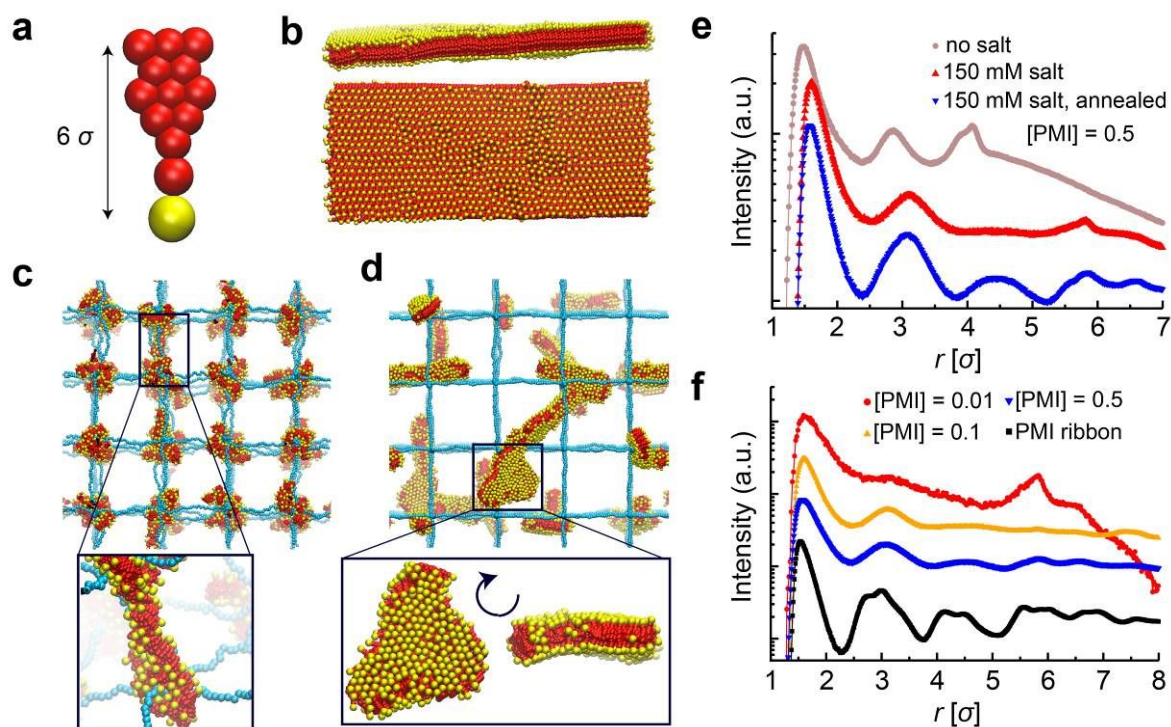 a
6 σ
b
c
d
e
Intensity (a.u.)
no salt
150 mM salt
150 mM salt, annealed
[PMI] = 0.5
1 2 3 4 5 6 7
r [σ]
f
Intensity (a.u.)
[PMI] = 0.01 [PMI] = 0.5
[PMI] = 0.1 PMI ribbon
1 2 3 4 5 6 7 8
r [σ]